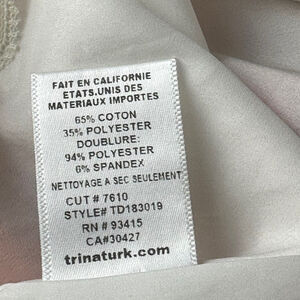 FAIT EN CALIFORNIE
ETATS.UNIS DES
MATERIAUX IMPORTES
65% COTON
35% POLYESTER
DOUBLURE:
94% POLYESTER
6% SPANDEX
NETTOYAGE A SEC SEULEMENT
CUT # 7610
STYLE# TD183019
RN # 93415
CA#30427
trinaturk.com